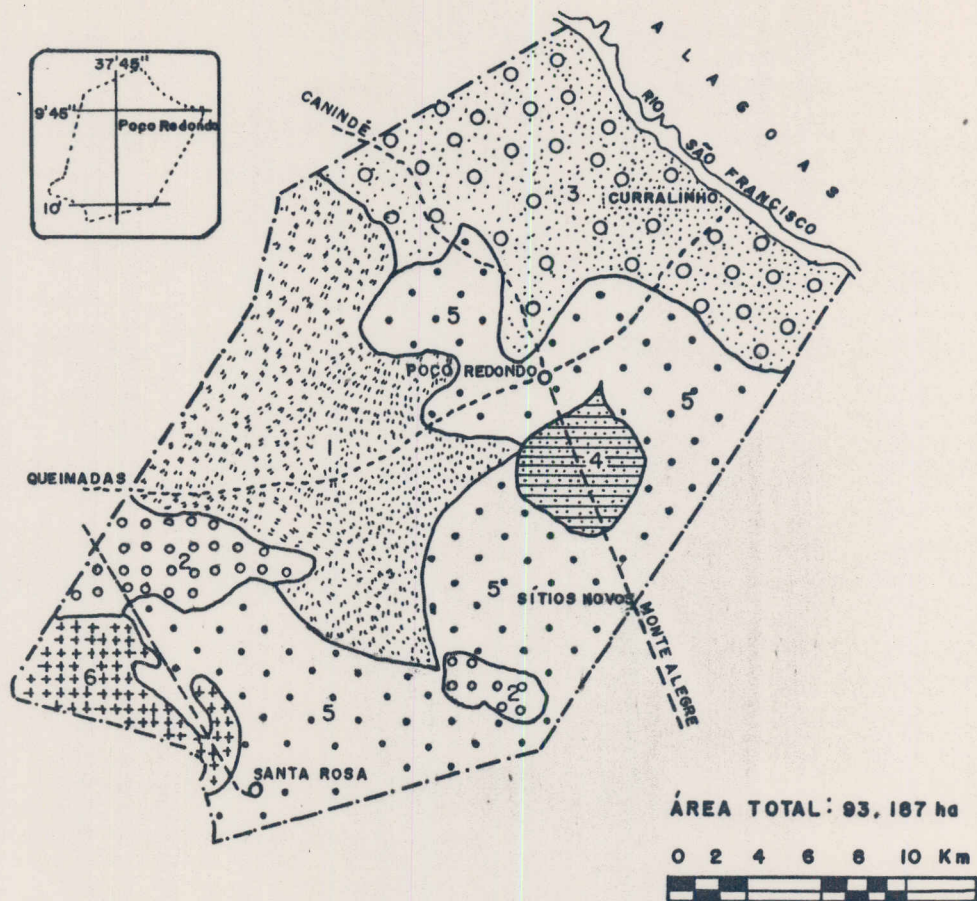 37°45"
9°45"
Poço Redondo
10°
ALAGOAS
RIO SÃO FRANCISCO
CANINDÉ
3
CURRALINHO
5
POÇO REDONDO
5
1
4
QUEIMADAS
2
5
SÍTIOS NOVOS
MONTE ALEGRE
6
2
5
SANTA ROSA
ÁREA TOTAL: 93,187 ha
0 2 4 6 8 10 Km